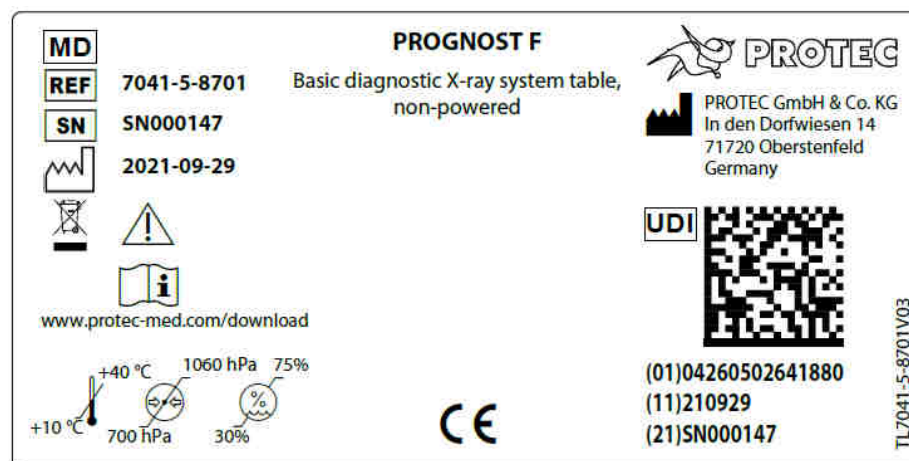 MD
REF 7041-5-8701
SN SN000147
2021-09-29
www.protec-med.com/download
+40 °C
+10 °C
1060 hPa
700 hPa
75%
%
30%
PROGNOST F
Basic diagnostic X-ray system table,
non-powered
CE
PROTEC
PROTEC GmbH & Co. KG
In den Dorfwiesen 14
71720 Oberstenfeld
Germany
UDI
(01)04260502641880
(11)210929
(21)SN000147
TL7041-5-8701V03